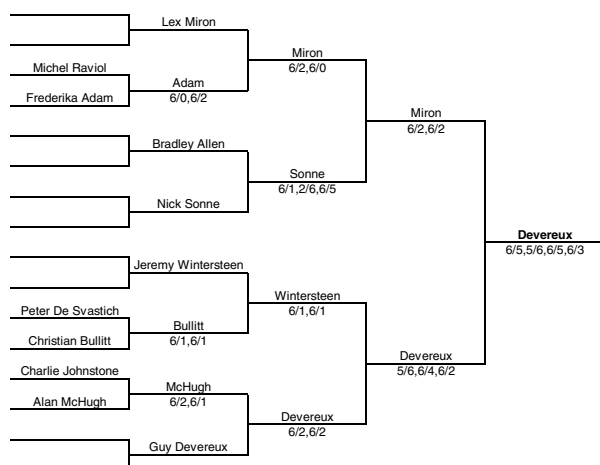 Lex Miron
Miron
6/2,6/0
Michel Raviol
Adam
6/0,6/2
Frederika Adam
Miron
6/2,6/2
Bradley Allen
Sonne
6/1,2/6,6/5
Nick Sonne
Devereux
6/5,5/6,6/5,6/3
Jeremy Wintersteen
Wintersteen
6/1,6/1
Peter De Svastich
Bullitt
6/1,6/1
Christian Bullitt
Devereux
5/6,6/4,6/2
Charlie Johnstone
McHugh
6/2,6/1
Alan McHugh
Devereux
6/2,6/2
Guy Devereux